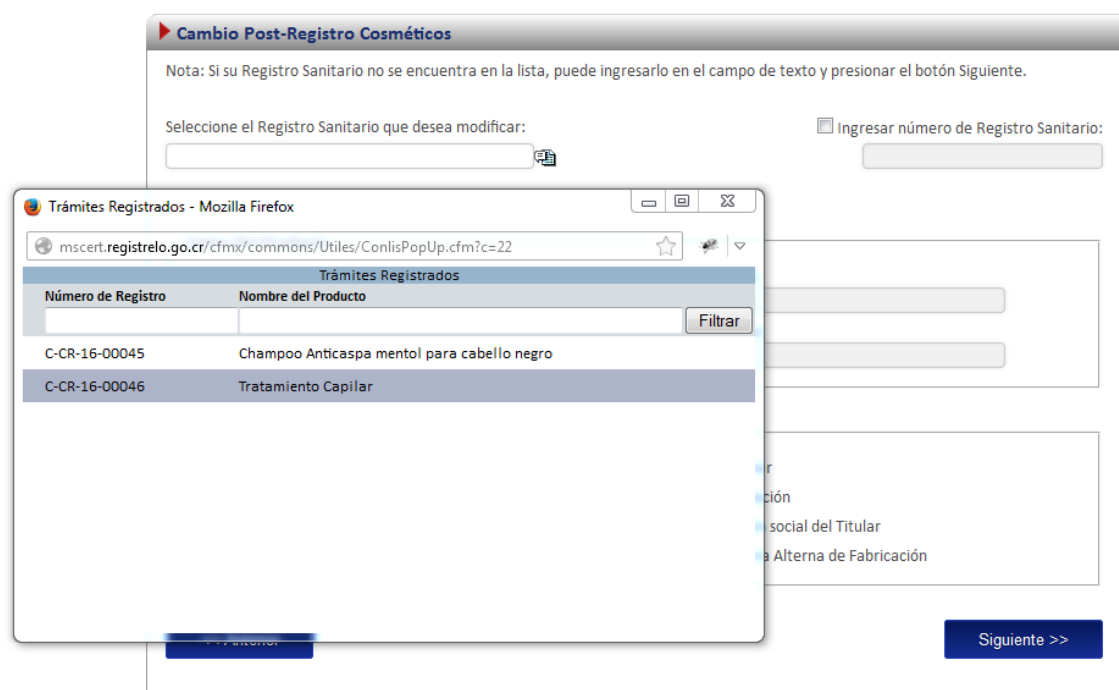 Cambio Post-Registro Cosméticos
Nota: Si su Registro Sanitario no se encuentra en la lista, puede ingresarlo en el campo de texto y presionar el botón Siguiente.
Seleccione el Registro Sanitario que desea modificar:
Ingresar número de Registro Sanitario:
Trámites Registrados - Mozilla Firefox
mscert.registrelo.go.cr/cfmx/commons/Utiles/ConlisPopUp.cfm?c=22
Trámites Registrados
Número de Registro Nombre del Producto
Filtrar
C-CR-16-00045 Champoo Anticaspa mentol para cabello negro
C-CR-16-00046 Tratamiento Capilar
social del Titular
Alterna de Fabricación
Siguiente >>